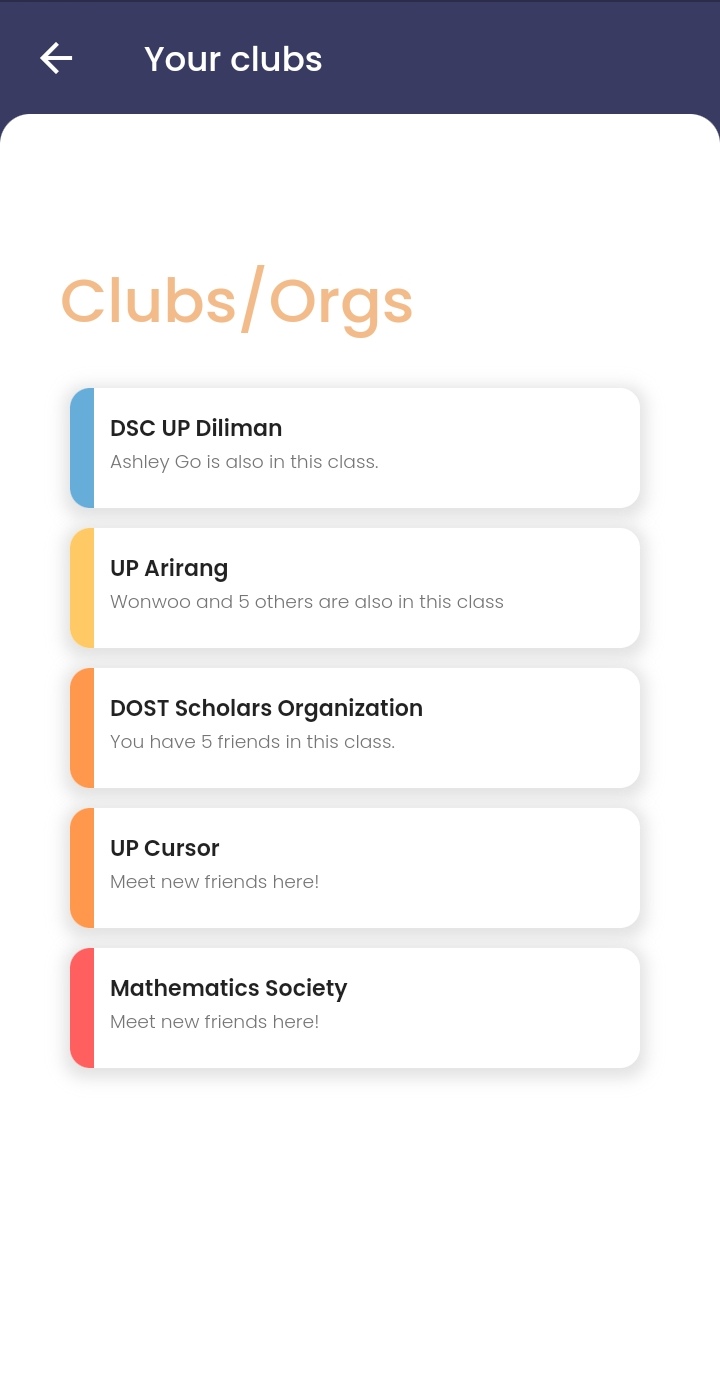 Your clubs
Clubs/Orgs
DSC UP Diliman
Ashley Go is also in this class.
UP Arirang
Wonwoo and 5 others are also in this class
DOST Scholars Organization
You have 5 friends in this class.
UP Cursor
Meet new friends here!
Mathematics Society
Meet new friends here!